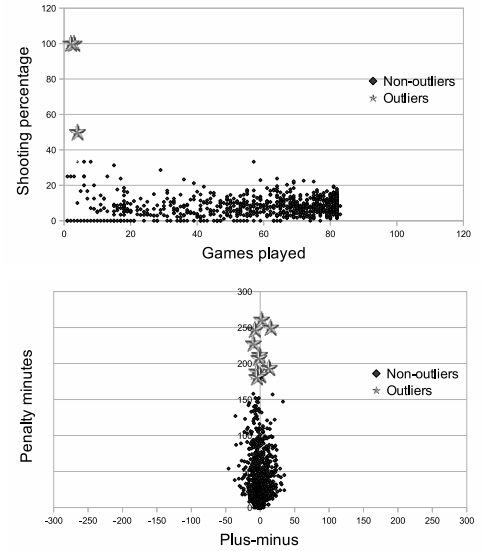 120
100
80
60
40
20
0
Shooting percentage
Non-outliers
Outliers
0 20 40 60 80 100 120
Games played
300
250
200
150
100
50
0
Penalty minutes
Non-outliers
Outliers
-300 -250 -200 -150 -100 -50 0 50 100 150 200 250 300
Plus-minus